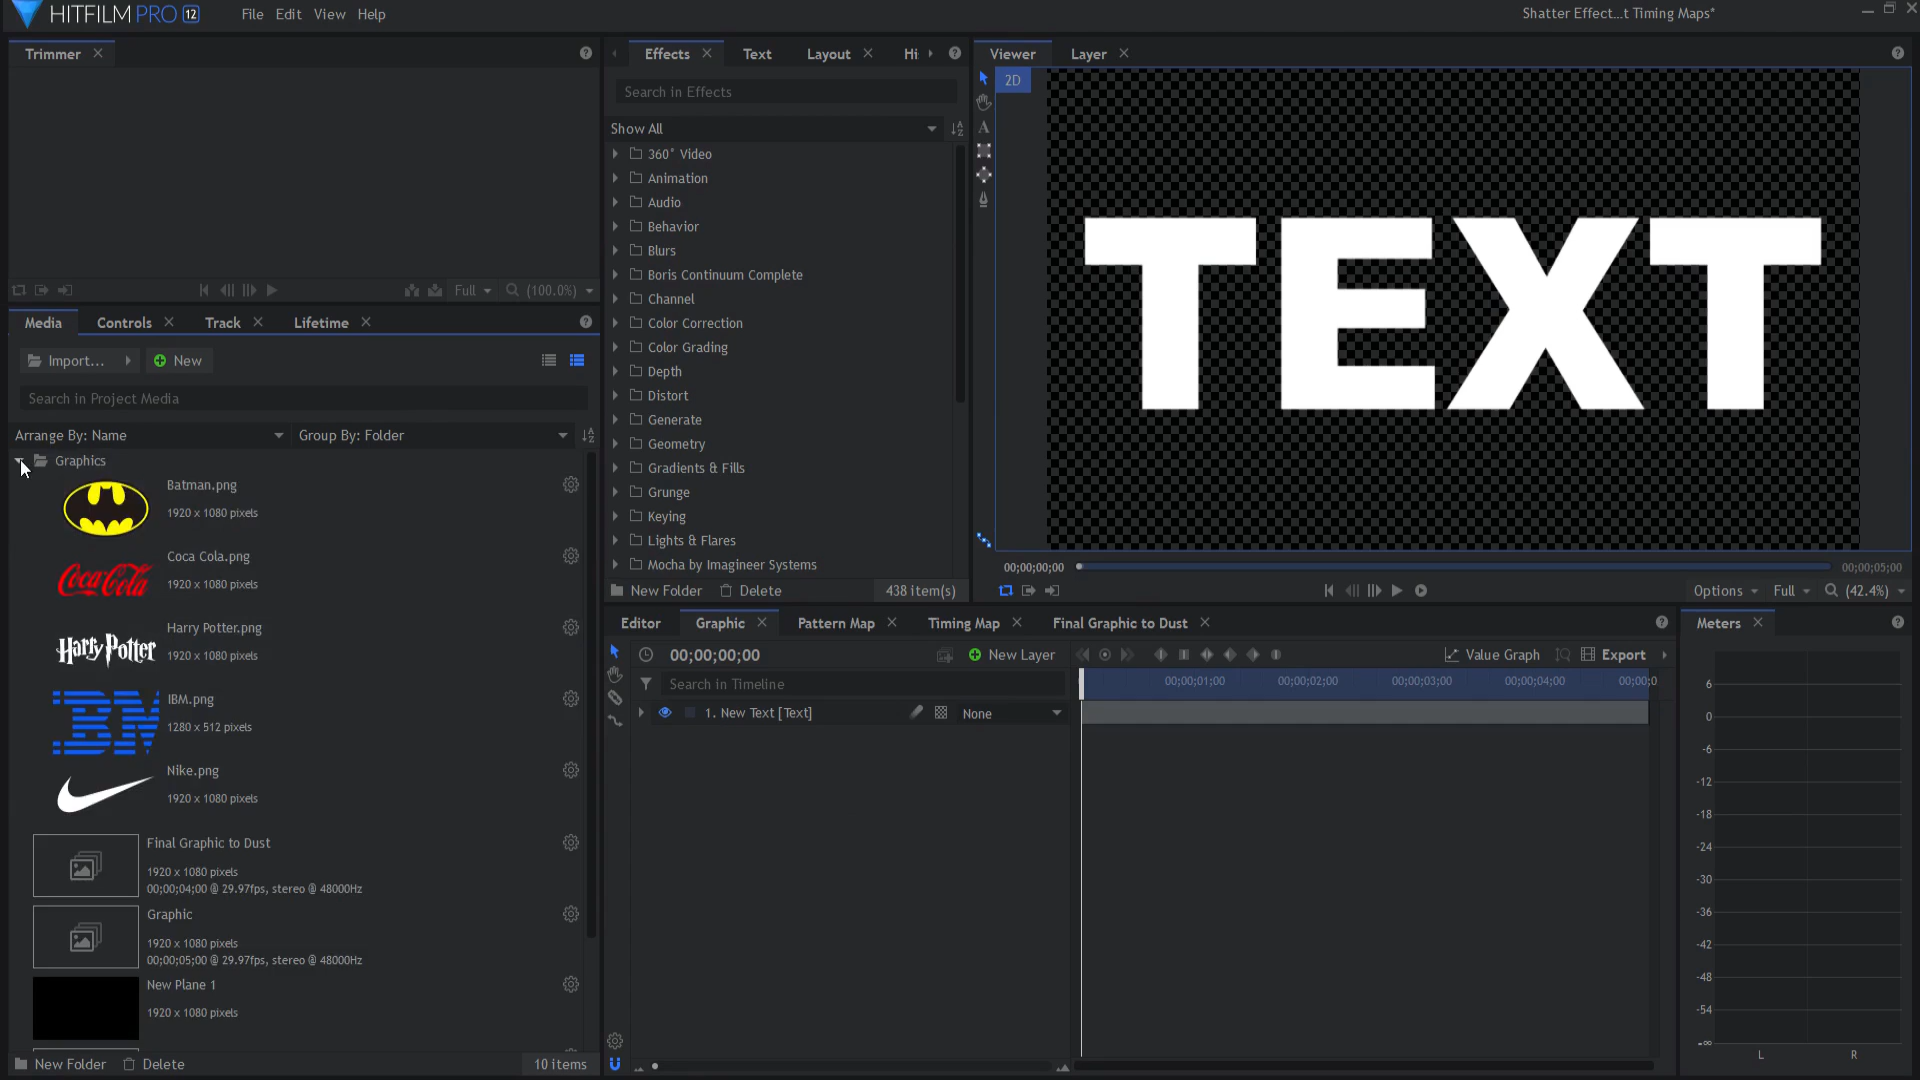 HITFILM PRO 12
File Edit View Help
Shatter Effect...t Timing Maps*
Trimmer
Full (100.0%)
Media Controls Track Lifetime
Import... New
Search in Project Media
Arrange By: Name Group By: Folder
Graphics
Batman.png
1920 x 1080 pixels
Coca-Cola
Coca Cola.png
1920 x 1080 pixels
Harry Potter
Harry Potter.png
1920 x 1080 pixels
IBM
IBM.png
1280 x 512 pixels
Nike.png
1920 x 1080 pixels
Final Graphic to Dust
1920 x 1080 pixels
00;00;04;00 @ 29.97fps, stereo @ 48000Hz
Graphic
1920 x 1080 pixels
00;00;05;00 @ 29.97fps, stereo @ 48000Hz
New Plane 1
1920 x 1080 pixels
New Folder Delete 10 items
Effects Text Layout Hi
Search in Effects
Show All
360° Video
Animation
Audio
Behavior
Blurs
Boris Continuum Complete
Channel
Color Correction
Color Grading
Depth
Distort
Generate
Geometry
Gradients & Fills
Grunge
Keying
Lights & Flares
Mocha by Imagineer Systems
New Folder Delete 438 item(s)
Viewer Layer
2D
A
TEXT
00;00;00;00 00;00;05;00
Options Full (42.4%)
Editor Graphic Pattern Map Timing Map Final Graphic to Dust
00;00;00;00 New Layer Value Graph Export
Search in Timeline
00;00;01;00 00;00;02;00 00;00;03;00 00;00;04;00 00;00;0
1. New Text [Text] None
Meters
6
0
-6
-12
-18
-24
-30
-36
-42
-48
-54
-∞
L R